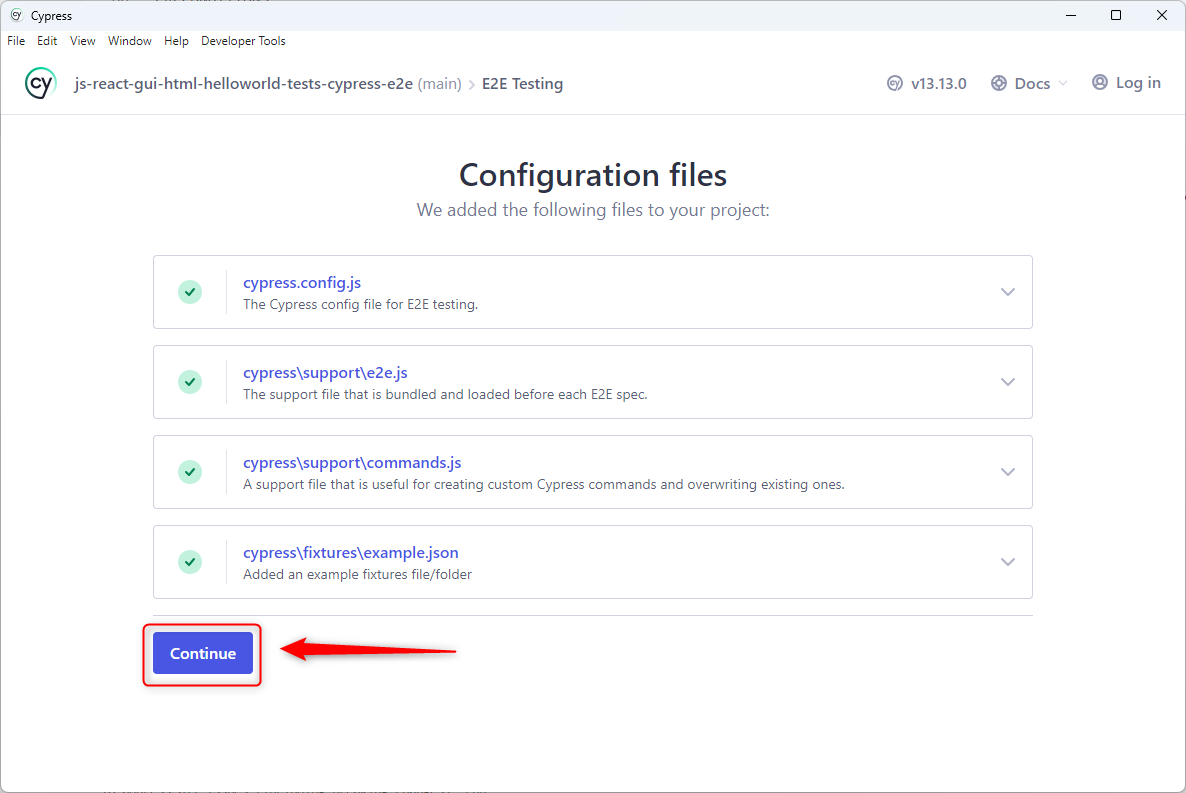 Cypress
File Edit View Window Help Developer Tools
cy js-react-gui-html-helloworld-tests-cypress-e2e (main) > E2E Testing v13.13.0 Docs Log in
Configuration files
We added the following files to your project:
cypress.config.js
The Cypress config file for E2E testing.
cypress\support\e2e.js
The support file that is bundled and loaded before each E2E spec.
cypress\support\commands.js
A support file that is useful for creating custom Cypress commands and overwriting existing ones.
cypress\fixtures\example.json
Added an example fixtures file/folder
Continue